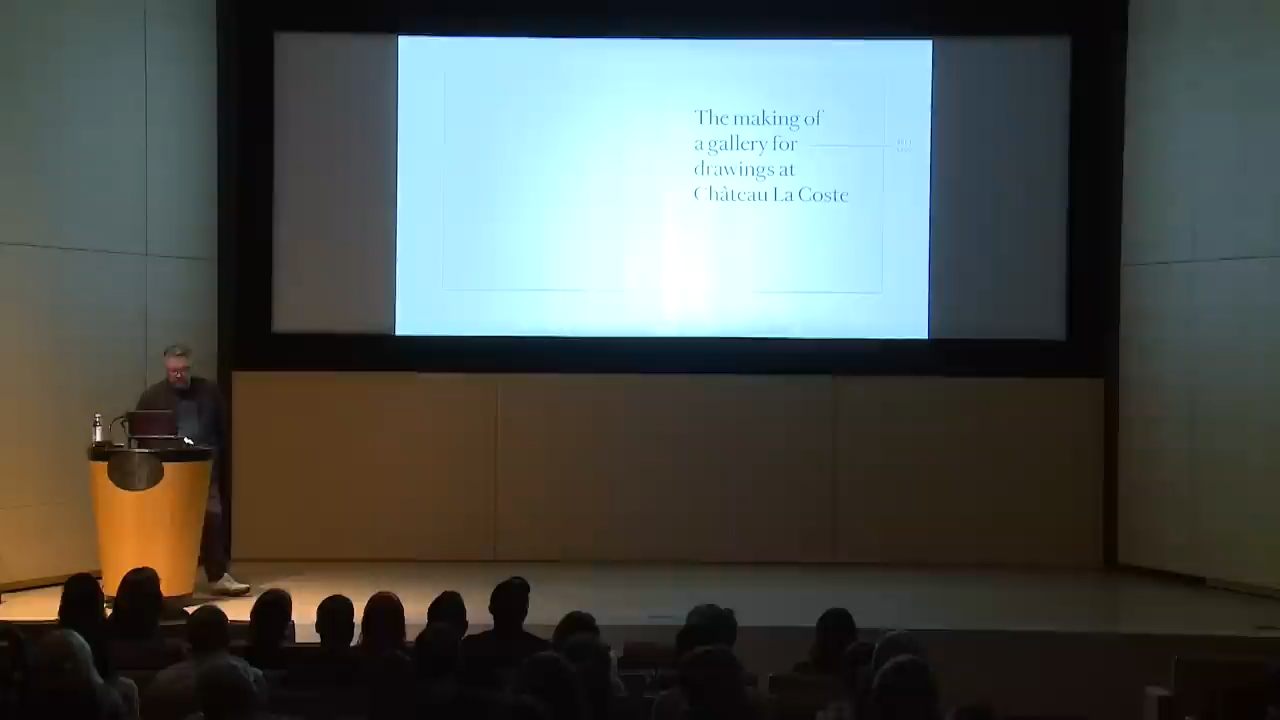 The making of
a gallery for
drawings at
Château La Coste